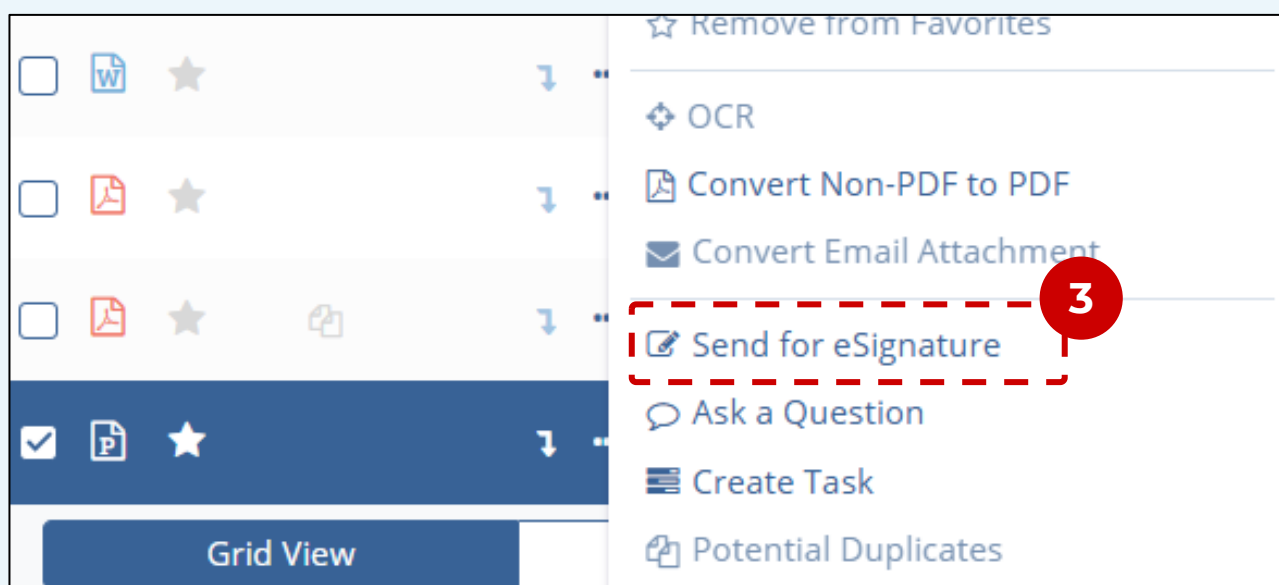 Remove from Favorites
OCR
Convert Non-PDF to PDF
Convert Email Attachment
3
Send for eSignature
Ask a Question
Create Task
Grid View
Potential Duplicates